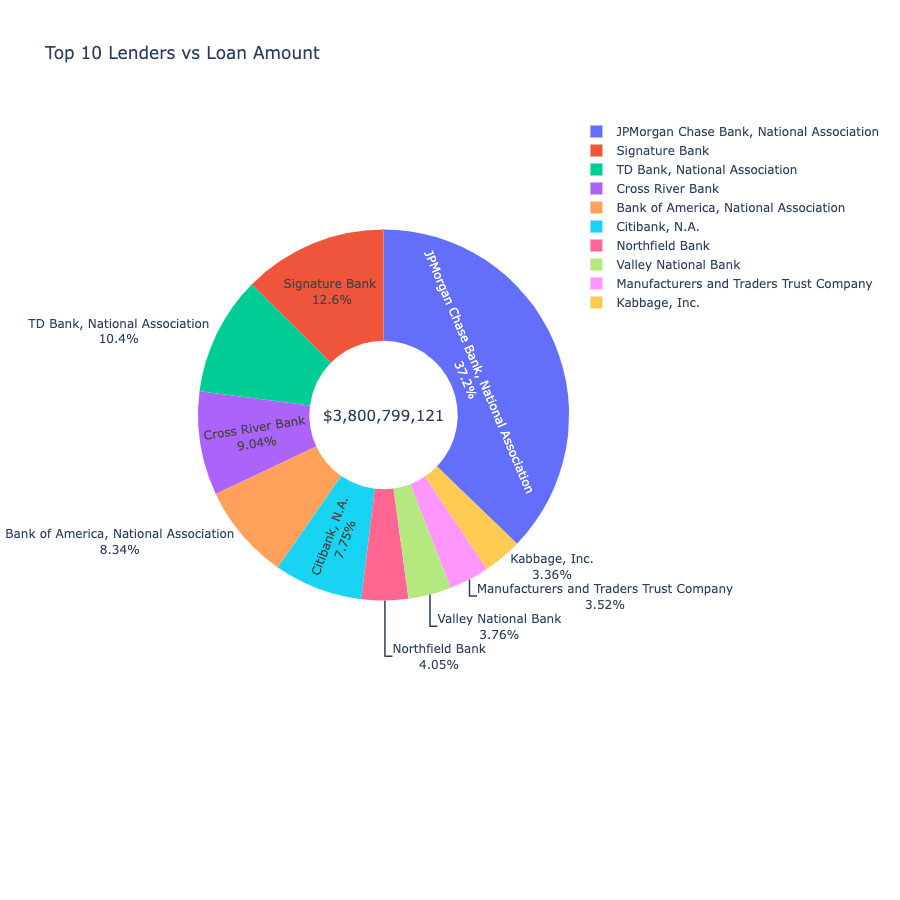 Top 10 Lenders vs Loan Amount
JPMorgan Chase Bank, National Association
Signature Bank
TD Bank, National Association
Cross River Bank
Bank of America, National Association
Citibank, N.A.
Northfield Bank
Valley National Bank
Manufacturers and Traders Trust Company
Kabbage, Inc.
JPMorgan Chase Bank, National Association
37.2%
Signature Bank
12.6%
TD Bank, National Association
10.4%
$3,800,799,121
Cross River Bank
9.04%
Bank of America, National Association
8.34%
Citibank, N.A.
7.75%
Kabbage, Inc.
3.36%
Manufacturers and Traders Trust Company
3.52%
Valley National Bank
3.76%
Northfield Bank
4.05%